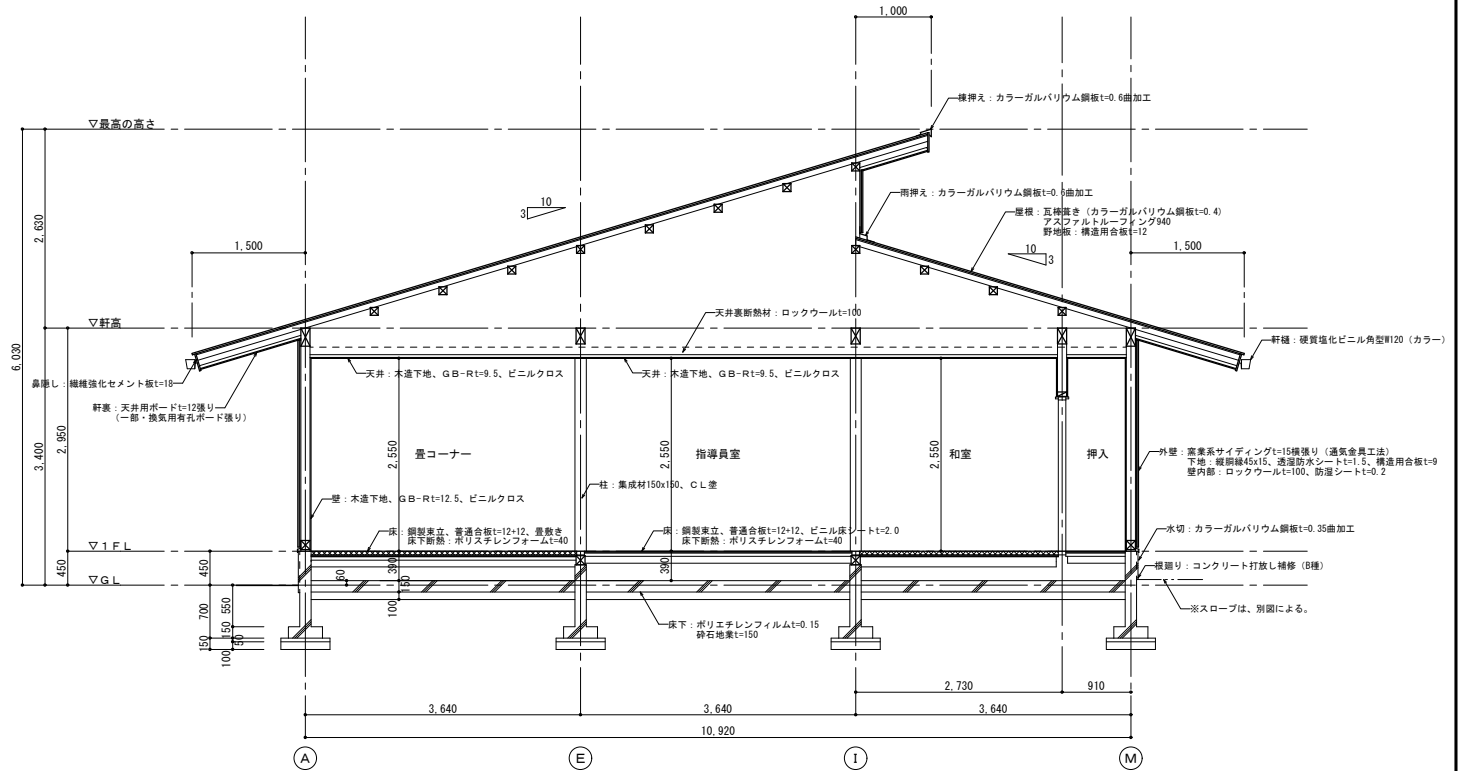 1,000
棟押え：カラーガルバリウム鋼板t=0.6曲加工
▽最高の高さ
雨押え：カラーガルバリウム鋼板t=0.6曲加工
10
3
屋根：瓦棒葺き（カラーガルバリウム鋼板t=0.4）
アスファルトルーフィング940
野地板：構造用合板t=12
2,630
1,500
10
3
1,500
天井裏断熱材：ロックウールt=100
▽軒高
軒樋：硬質塩化ビニル角型W120（カラー）
6,030
天井：木造下地、GB-Rt=9.5、ビニルクロス
天井：木造下地、GB-Rt=9.5、ビニルクロス
鼻隠し：繊維強化セメント板t=18
軒裏：天井用ボードt=12張り
（一部・換気用有孔ボード張り）
3,400
2,950
2,550
畳コーナー
2,550
指導員室
2,550
和室
押入
外壁：窯業系サイディングt=15横張り（通気金具工法）
下地：縦胴縁45x15、透湿防水シートt=1.5、構造用合板t=9
壁内部：ロックウールt=100、防湿シートt=0.2
柱：集成材150x150、CL塗
壁：木造下地、GB-Rt=12.5、ビニルクロス
床：鋼製束立、普通合板t=12+12、畳敷き
床下断熱：ポリスチレンフォームt=40
床：鋼製束立、普通合板t=12+12、ビニル床シートt=2.0
床下断熱：ポリスチレンフォームt=40
水切：カラーガルバリウム鋼板t=0.35曲加工
▽1FL
450
450
390
390
60
150
100
根廻り：コンクリート打放し補修（B種）
▽GL
※スロープは、別図による。
700
550
150
150
50
100
床下：ポリエチレンフィルムt=0.15
砕石地業t=150
2,730
910
3,640
3,640
3,640
10,920
A
E
I
M